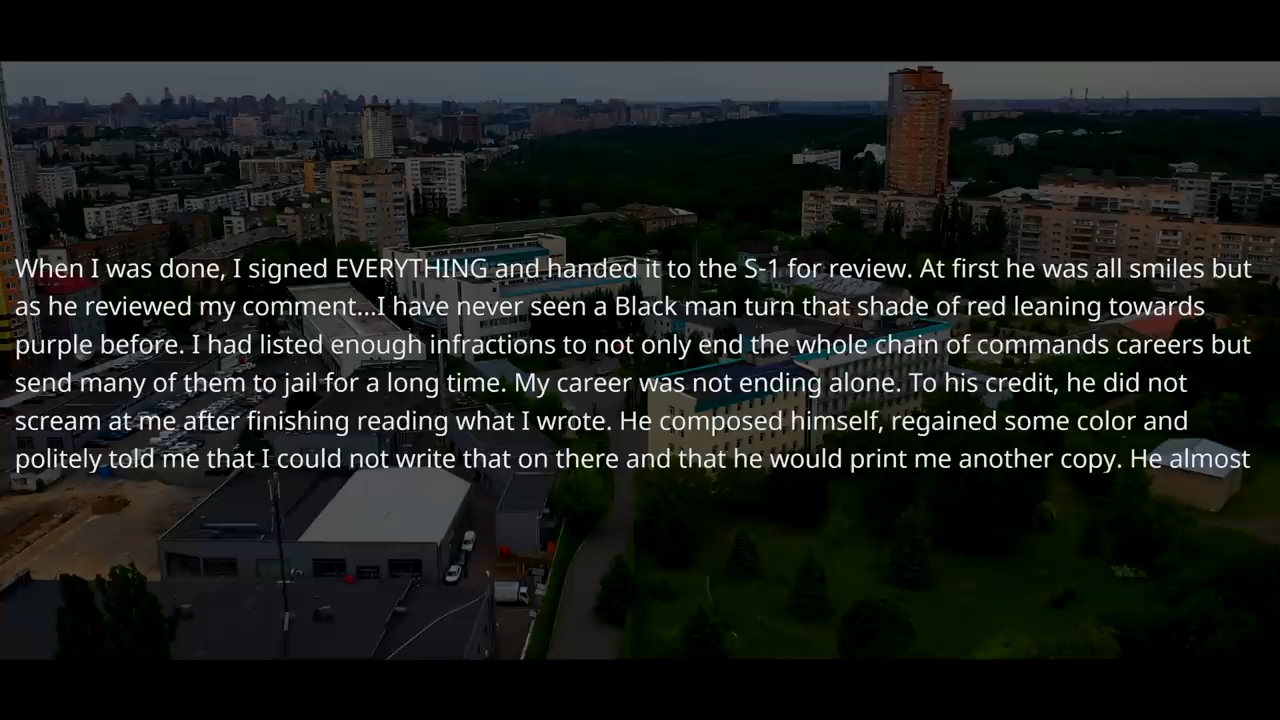 When I was done, I signed EVERYTHING and handed it to the S-1 for review. At first he was all smiles but
as he reviewed my comment...I have never seen a Black man turn that shade of red leaning towards
purple before. I had listed enough infractions to not only end the whole chain of commands careers but
send many of them to jail for a long time. My career was not ending alone. To his credit, he did not
scream at me after finishing reading what I wrote. He composed himself, regained some color and
politely told me that I could not write that on there and that he would print me another copy. He almost